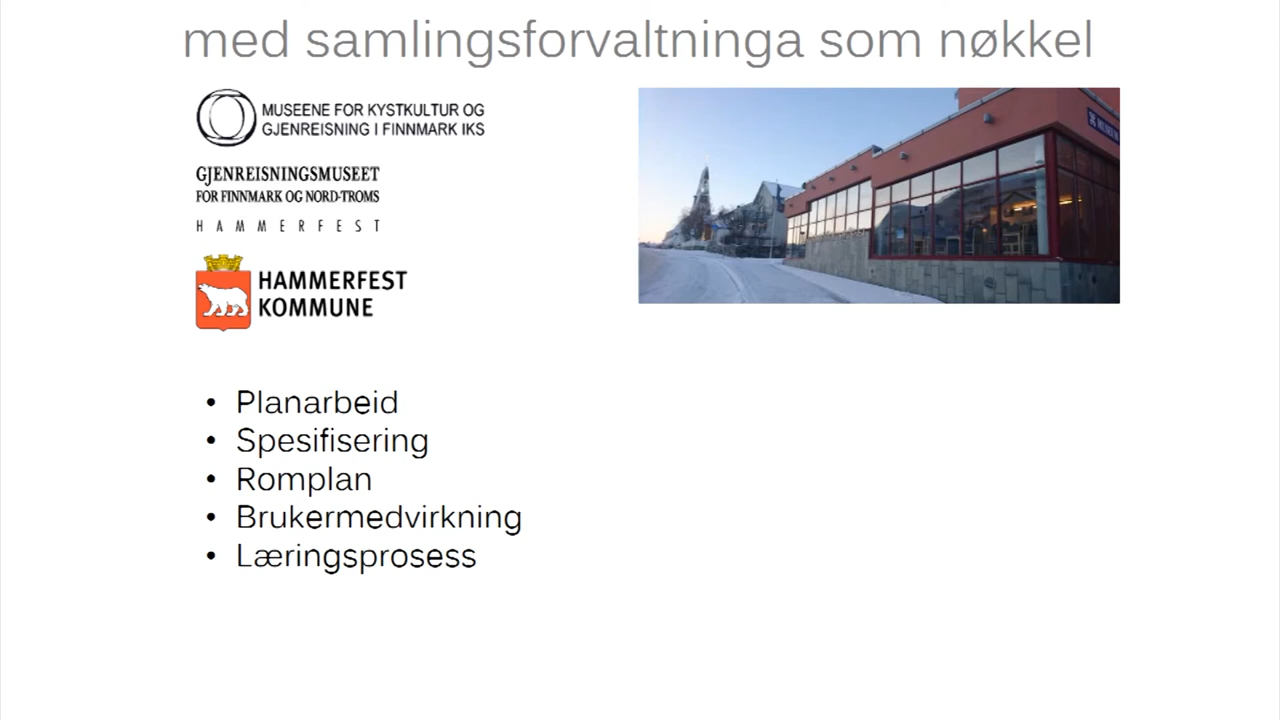 med samlingsforvaltninga som nøkkel
MUSEENE FOR KYSTKULTUR OG
GJENREISNING I FINNMARK IKS
GJENREISNINGSMUSEET
FOR FINNMARK OG NORD-TROMS
HAMMERFEST
HAMMERFEST
KOMMUNE
MUSEUM
• Planarbeid
• Spesifisering
• Romplan
• Brukermedvirkning
• Læringsprosess